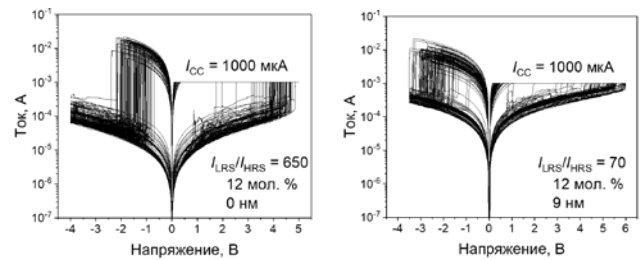 10⁻¹
10⁻²
10⁻³
10⁻⁴
10⁻⁵
10⁻⁶
10⁻⁷
Ток, А
I_CC = 1000 мкА
I_LRS/I_HRS = 650
12 мол. %
0 нм
-4 -3 -2 -1 0 1 2 3 4 5
Напряжение, В
10⁻¹
10⁻²
10⁻³
10⁻⁴
10⁻⁵
10⁻⁶
10⁻⁷
Ток, А
I_CC = 1000 мкА
I_LRS/I_HRS = 70
12 мол. %
9 нм
-3 -2 -1 0 1 2 3 4 5 6
Напряжение, В